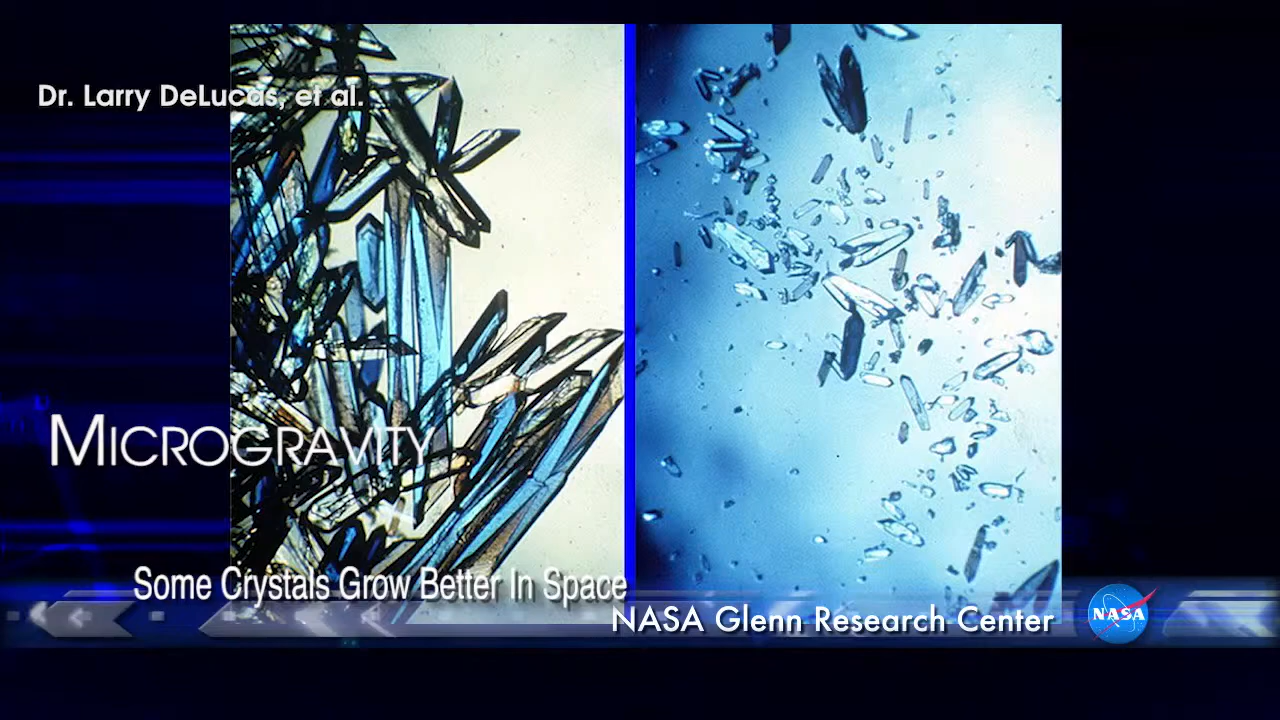 Dr. Larry DeLucas, et al.
MICROGRAVITY
Some Crystals Grow Better In Space
NASA Glenn Research Center
NASA